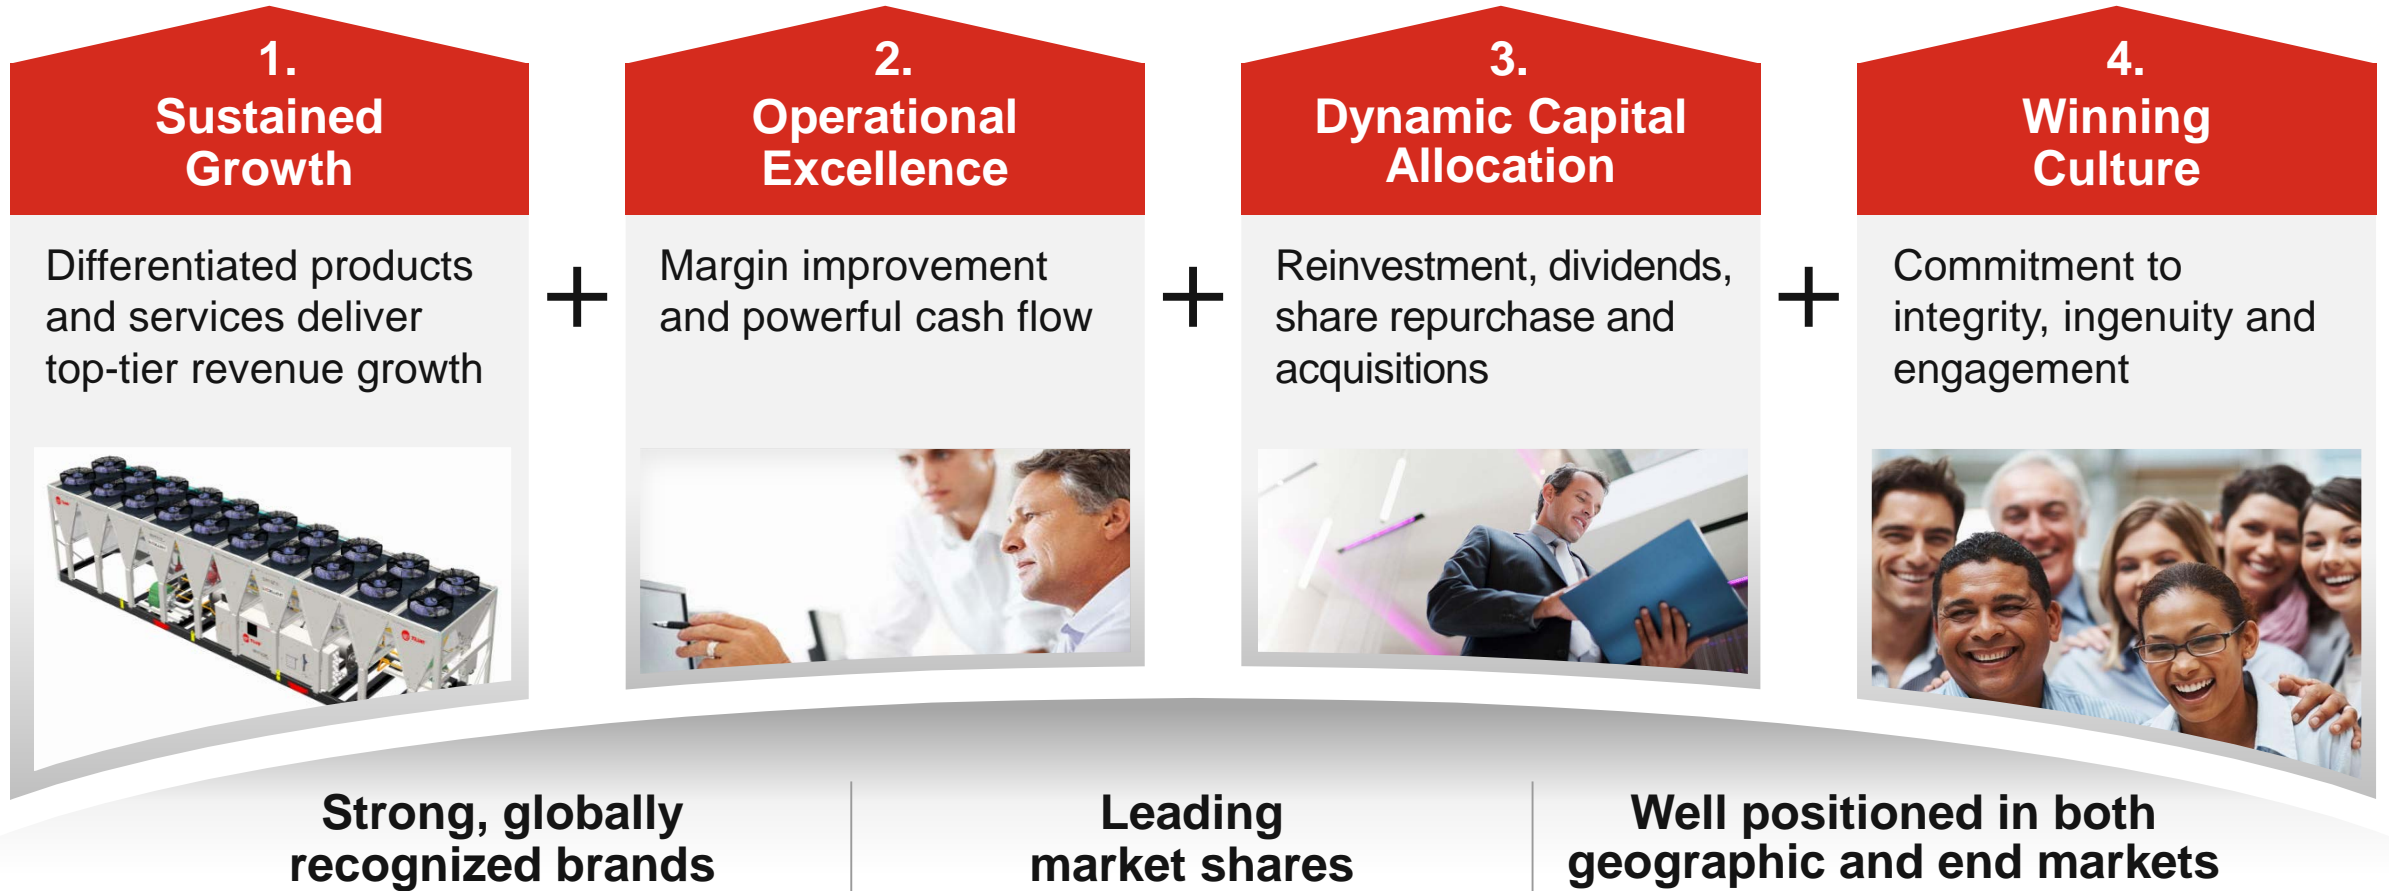 1.
Sustained
Growth
Differentiated products
and services deliver
top-tier revenue growth
+
2.
Operational
Excellence
Margin improvement
and powerful cash flow
+
3.
Dynamic Capital
Allocation
Reinvestment, dividends,
share repurchase and
acquisitions
+
4.
Winning
Culture
Commitment to
integrity, ingenuity and
engagement
Strong, globally
recognized brands
Leading
market shares
Well positioned in both
geographic and end markets